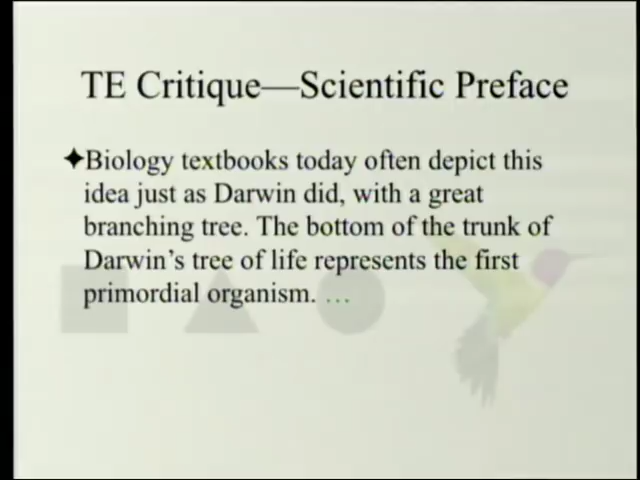 TE Critique—Scientific Preface
✦Biology textbooks today often depict this
idea just as Darwin did, with a great
branching tree. The bottom of the trunk of
Darwin’s tree of life represents the first
primordial organism. …